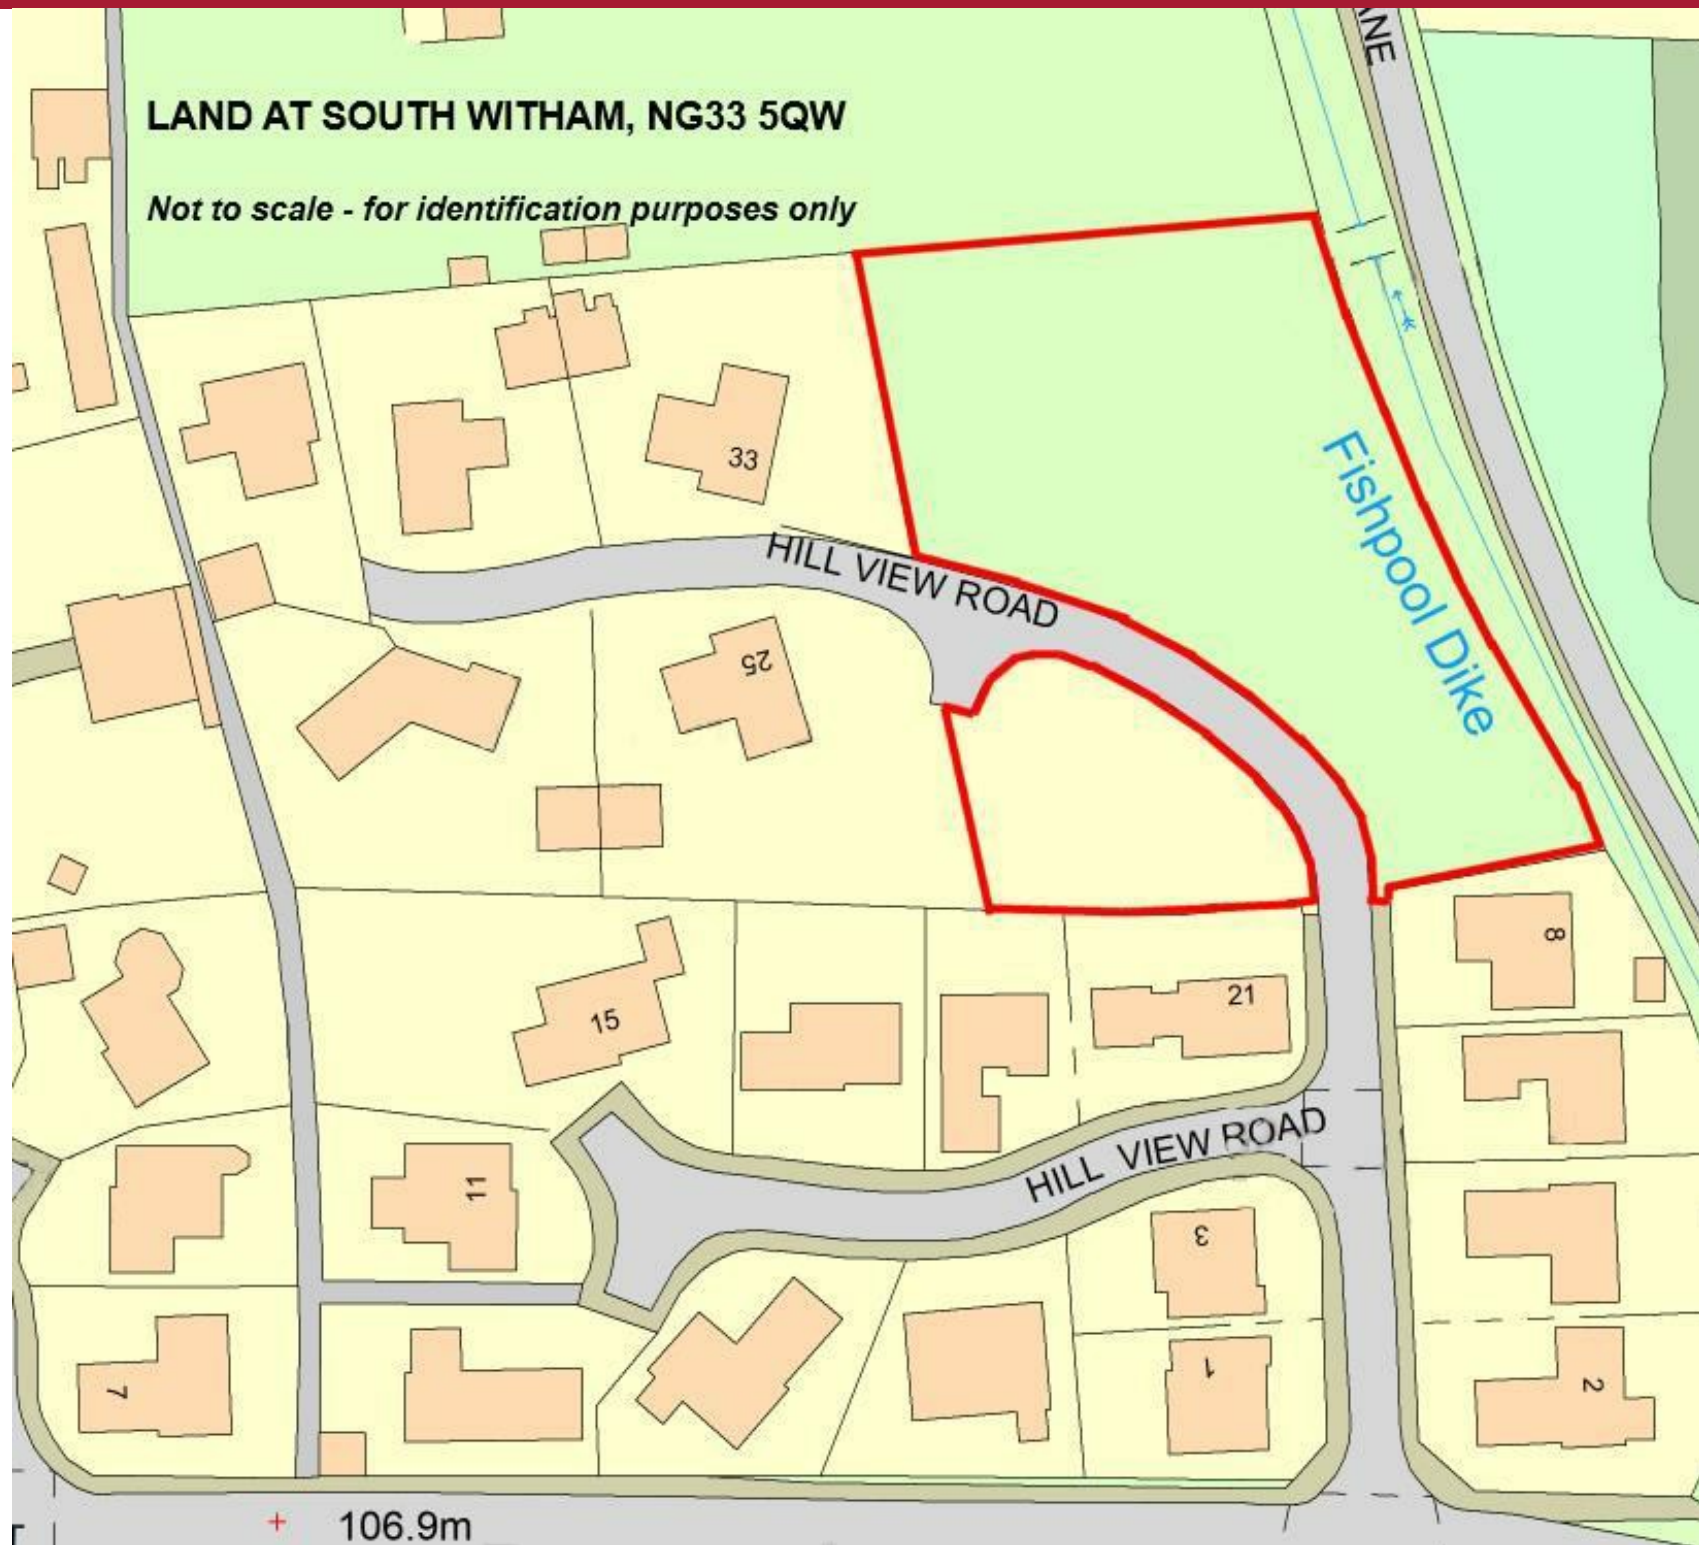 ANE
LAND AT SOUTH WITHAM, NG33 5QW
Not to scale - for identification purposes only
33
HILL VIEW ROAD
Fishpool Dike
25
8
21
15
HILL VIEW ROAD
11
3
1
2
7
106.9m